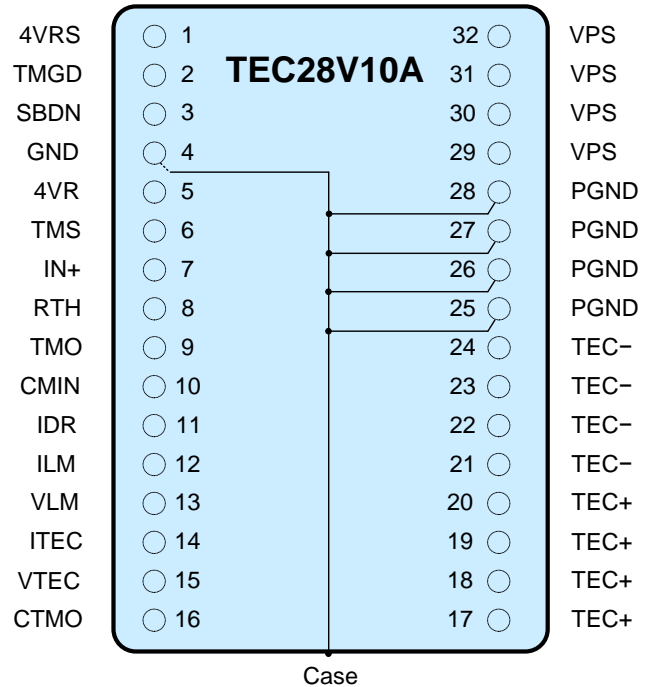 4VRS 1 TEC28V10A 32 VPS
TMGD 2 31 VPS
SBDN 3 30 VPS
GND 4 29 VPS
4VR 5 28 PGND
TMS 6 27 PGND
IN+ 7 26 PGND
RTH 8 25 PGND
TMO 9 24 TEC−
CMIN 10 23 TEC−
IDR 11 22 TEC−
ILM 12 21 TEC−
VLM 13 20 TEC+
ITEC 14 19 TEC+
VTEC 15 18 TEC+
CTMO 16 17 TEC+
Case